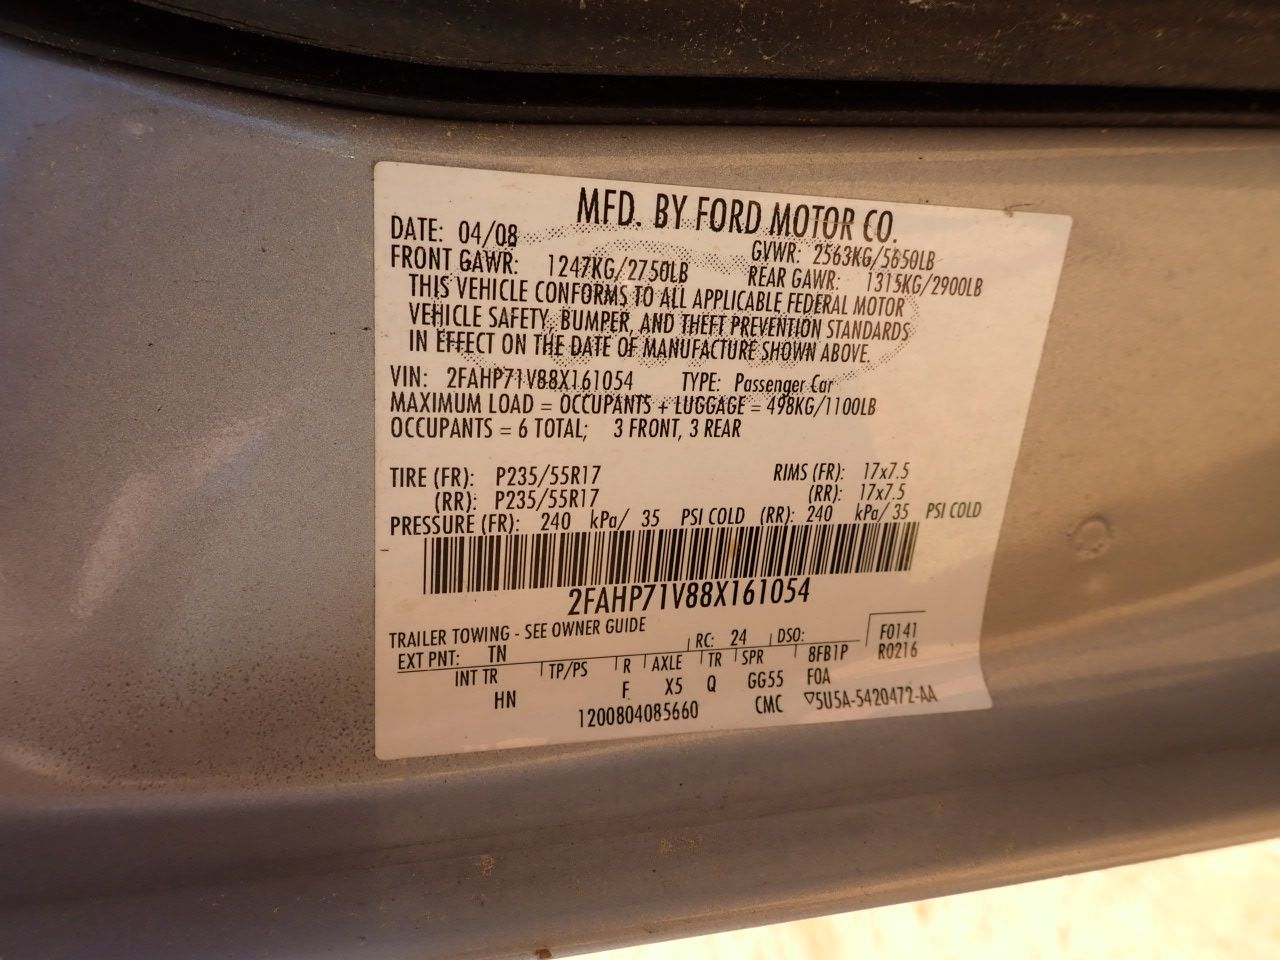 MFD. BY FORD MOTOR CO.
DATE: 04/08 GVWR: 2563KG/5650LB
FRONT GAWR: 1247KG/2750LB REAR GAWR: 1315KG/2900LB
THIS VEHICLE CONFORMS TO ALL APPLICABLE FEDERAL MOTOR
VEHICLE SAFETY, BUMPER, AND THEFT PREVENTION STANDARDS
IN EFFECT ON THE DATE OF MANUFACTURE SHOWN ABOVE.
VIN: 2FAHP71V88X161054 TYPE: Passenger Car
MAXIMUM LOAD = OCCUPANTS + LUGGAGE = 498KG/1100LB
OCCUPANTS = 6 TOTAL; 3 FRONT, 3 REAR
TIRE (FR): P235/55R17 RIMS (FR): 17x7.5
(RR): P235/55R17 (RR): 17x7.5
PRESSURE (FR): 240 kPa/ 35 PSI COLD (RR): 240 kPa/ 35 PSI COLD
2FAHP71V88X161054
TRAILER TOWING - SEE OWNER GUIDE
EXT PNT: TN RC: 24 DSO: F0141
INT TR TP/PS R AXLE TR SPR 8FB1P R0216
HN F X5 Q GG55 FOA
1200804085660 CMC ▽5U5A-5420472-AA